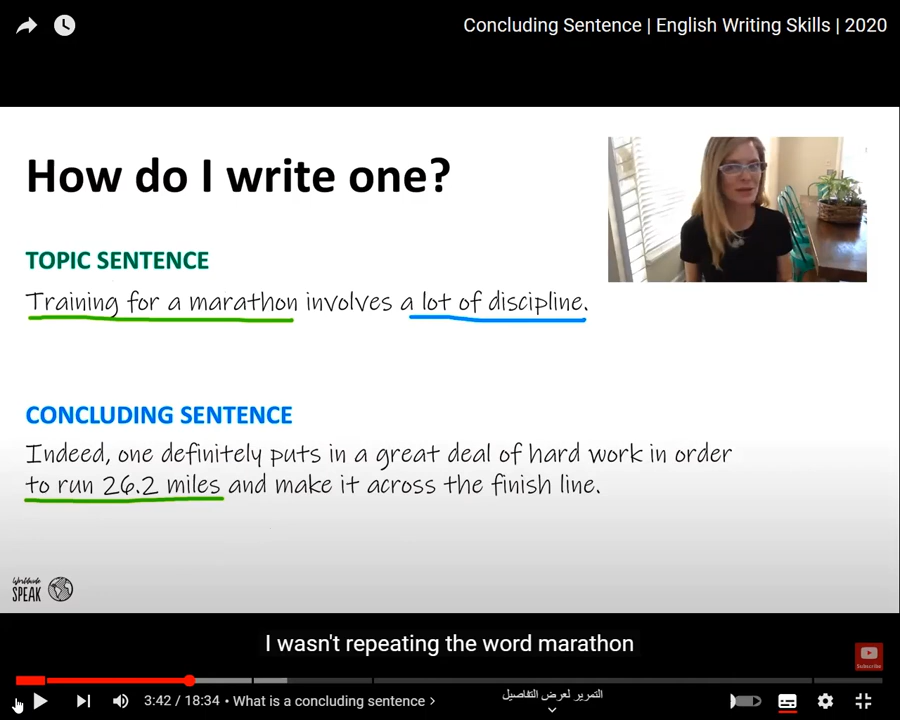 Concluding Sentence | English Writing Skills | 2020
How do I write one?
TOPIC SENTENCE
Training for a marathon involves a lot of discipline.
CONCLUDING SENTENCE
Indeed, one definitely puts in a great deal of hard work in order
to run 26.2 miles and make it across the finish line.
Worldwide
SPEAK
I wasn't repeating the word marathon
Subscribe
3:42 / 18:34 • What is a concluding sentence
التمرير لعرض التفاصيل